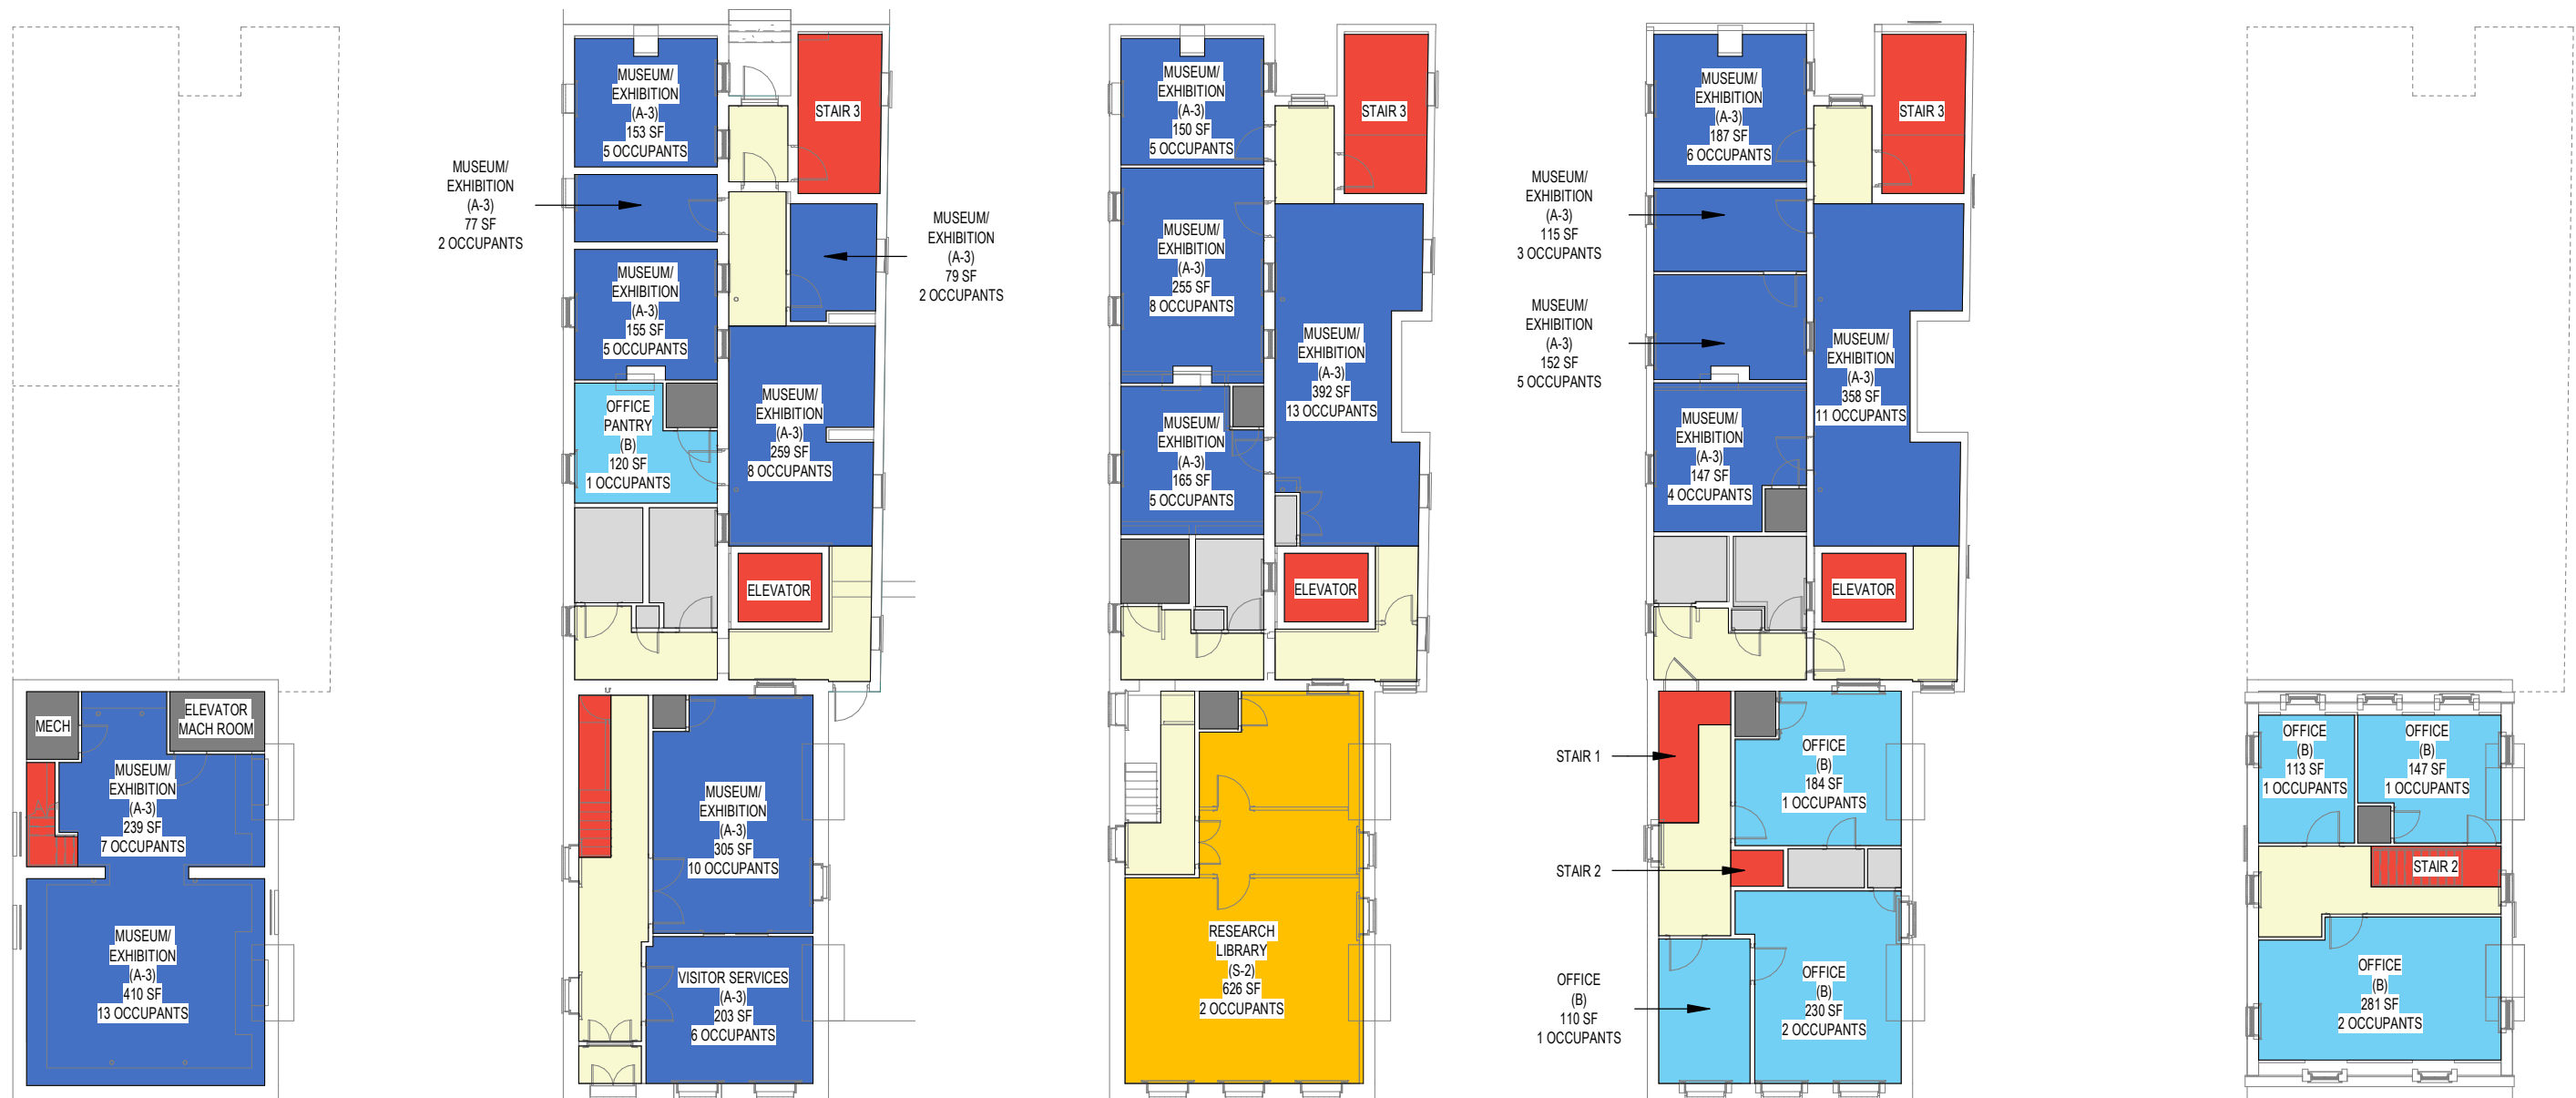 MECH
ELEVATOR
MACH ROOM
MUSEUM/
EXHIBITION
(A-3)
239 SF
7 OCCUPANTS
MUSEUM/
EXHIBITION
(A-3)
410 SF
13 OCCUPANTS
MUSEUM/
EXHIBITION
(A-3)
153 SF
5 OCCUPANTS
STAIR 3
MUSEUM/
EXHIBITION
(A-3)
77 SF
2 OCCUPANTS
MUSEUM/
EXHIBITION
(A-3)
79 SF
2 OCCUPANTS
MUSEUM/
EXHIBITION
(A-3)
155 SF
5 OCCUPANTS
OFFICE
PANTRY
(B)
120 SF
1 OCCUPANTS
MUSEUM/
EXHIBITION
(A-3)
259 SF
8 OCCUPANTS
ELEVATOR
MUSEUM/
EXHIBITION
(A-3)
305 SF
10 OCCUPANTS
VISITOR SERVICES
(A-3)
203 SF
6 OCCUPANTS
MUSEUM/
EXHIBITION
(A-3)
150 SF
5 OCCUPANTS
STAIR 3
MUSEUM/
EXHIBITION
(A-3)
255 SF
8 OCCUPANTS
MUSEUM/
EXHIBITION
(A-3)
392 SF
13 OCCUPANTS
MUSEUM/
EXHIBITION
(A-3)
165 SF
5 OCCUPANTS
ELEVATOR
RESEARCH
LIBRARY
(S-2)
626 SF
2 OCCUPANTS
MUSEUM/
EXHIBITION
(A-3)
187 SF
6 OCCUPANTS
STAIR 3
MUSEUM/
EXHIBITION
(A-3)
115 SF
3 OCCUPANTS
MUSEUM/
EXHIBITION
(A-3)
152 SF
5 OCCUPANTS
MUSEUM/
EXHIBITION
(A-3)
358 SF
11 OCCUPANTS
MUSEUM/
EXHIBITION
(A-3)
147 SF
4 OCCUPANTS
ELEVATOR
STAIR 1
OFFICE
(B)
184 SF
1 OCCUPANTS
STAIR 2
OFFICE
(B)
110 SF
1 OCCUPANTS
OFFICE
(B)
230 SF
2 OCCUPANTS
OFFICE
(B)
113 SF
1 OCCUPANTS
OFFICE
(B)
147 SF
1 OCCUPANTS
STAIR 2
OFFICE
(B)
281 SF
2 OCCUPANTS